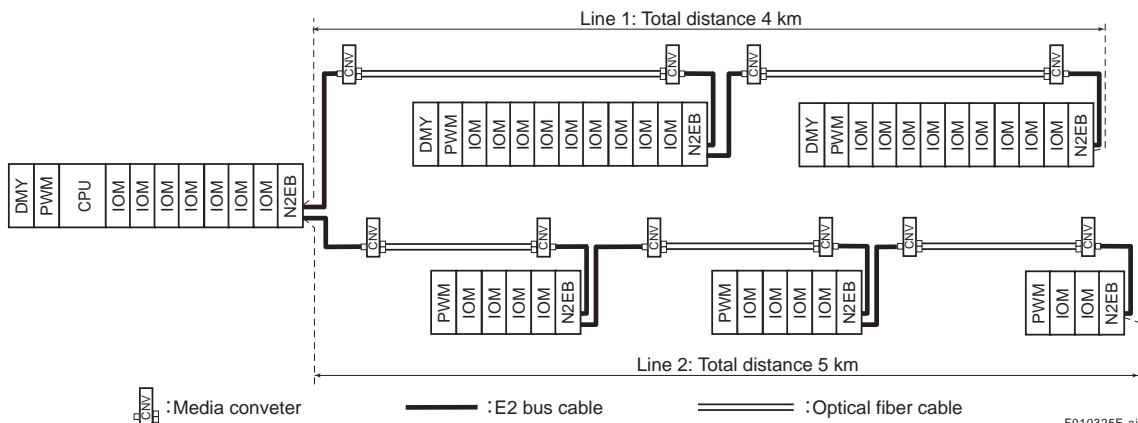 Line 1: Total distance 4 km
CNV
CNV
CNV
CNV
DMY PWM IOM IOM IOM IOM IOM IOM IOM IOM IOM N2EB
DMY PWM IOM IOM IOM IOM IOM IOM IOM IOM IOM N2EB
DMY PWM CPU IOM IOM IOM IOM IOM IOM IOM N2EB
CNV
CNV
CNV
CNV
CNV
CNV
PWM IOM IOM IOM IOM N2EB
PWM IOM IOM IOM IOM N2EB
PWM IOM IOM N2EB
Line 2: Total distance 5 km
CNV :Media conveter
:E2 bus cable
:Optical fiber cable
F010325E.ai